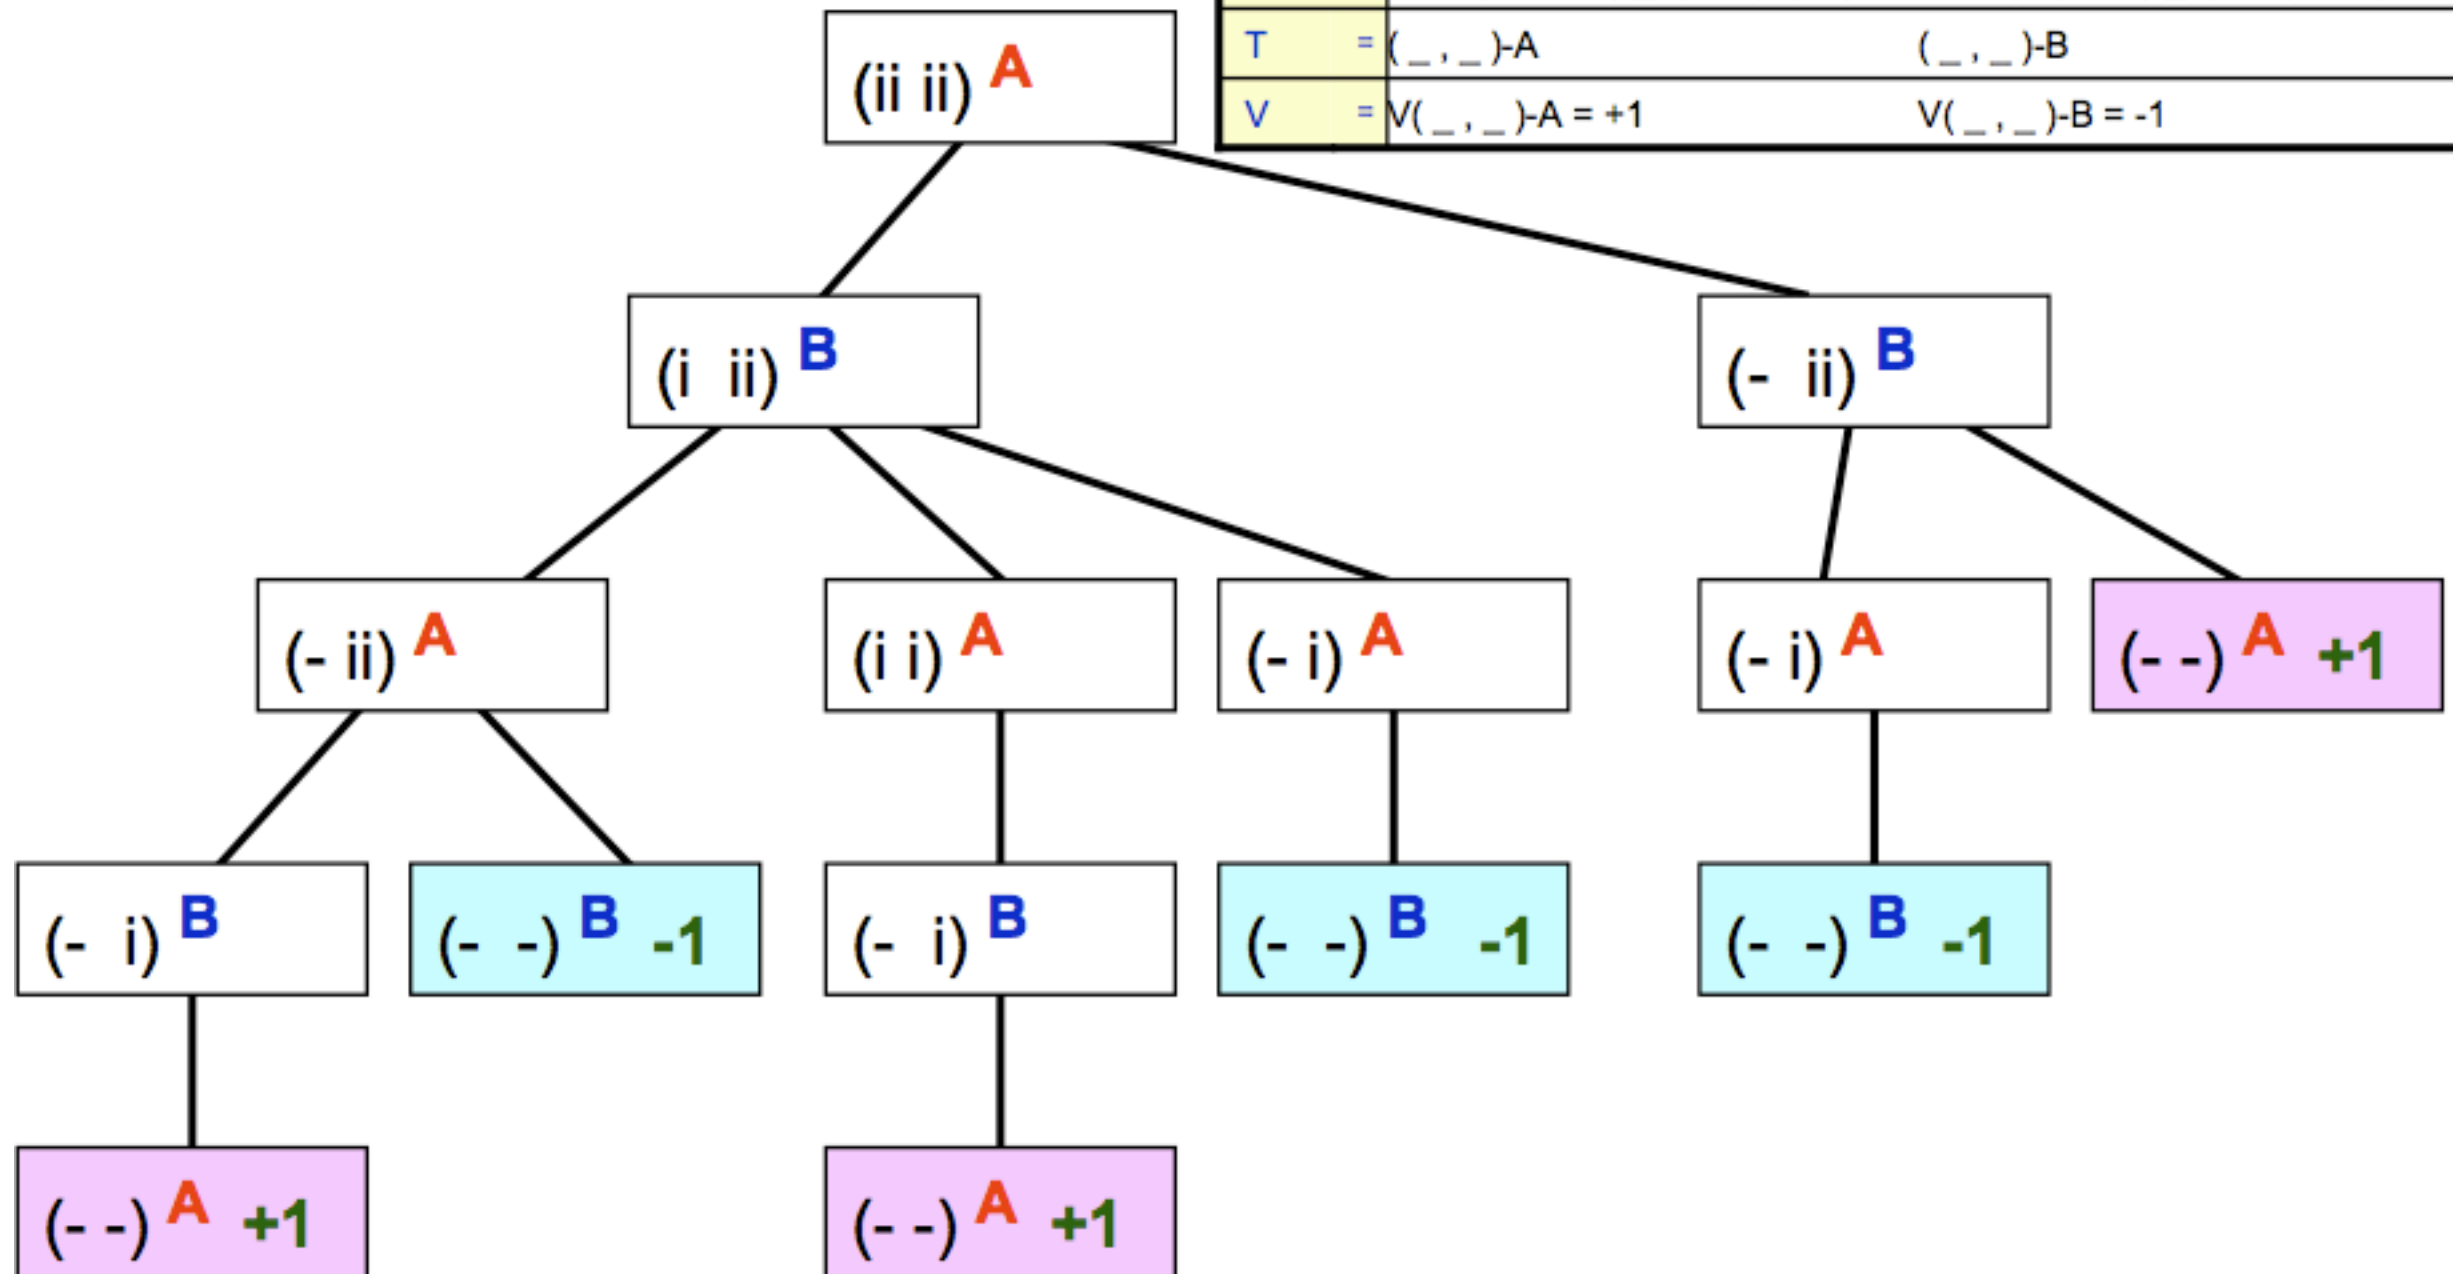 T = ( _ , _ )-A ( _ , _ )-B
V = V( _ , _ )-A = +1 V( _ , _ )-B = -1
(ii ii) A
(i ii) B
(- ii) B
(- ii) A
(i i) A
(- i) A
(- i) A
(- -) A +1
(- i) B
(- -) B -1
(- i) B
(- -) B -1
(- -) B -1
(- -) A +1
(- -) A +1